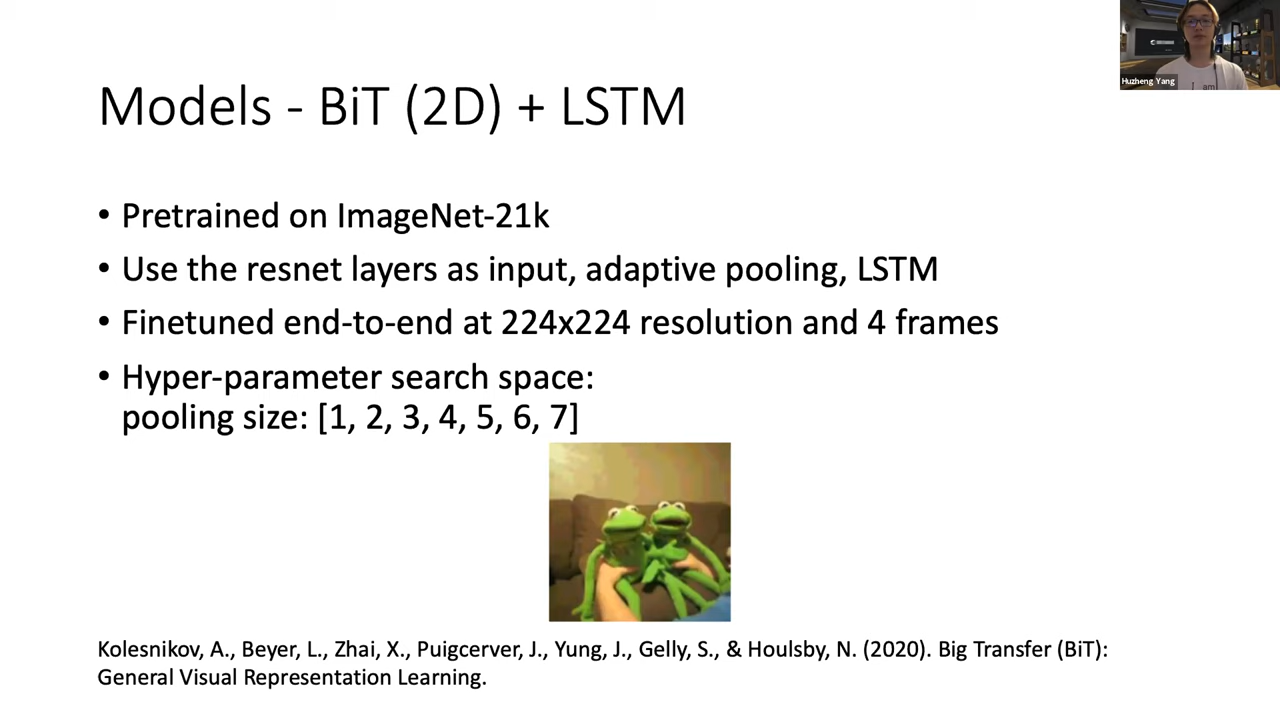 Huzheng Yang
I am
Models - BiT (2D) + LSTM
• Pretrained on ImageNet-21k
• Use the resnet layers as input, adaptive pooling, LSTM
• Finetuned end-to-end at 224x224 resolution and 4 frames
• Hyper-parameter search space:
pooling size: [1, 2, 3, 4, 5, 6, 7]
Kolesnikov, A., Beyer, L., Zhai, X., Puigcerver, J., Yung, J., Gelly, S., & Houlsby, N. (2020). Big Transfer (BiT):
General Visual Representation Learning.